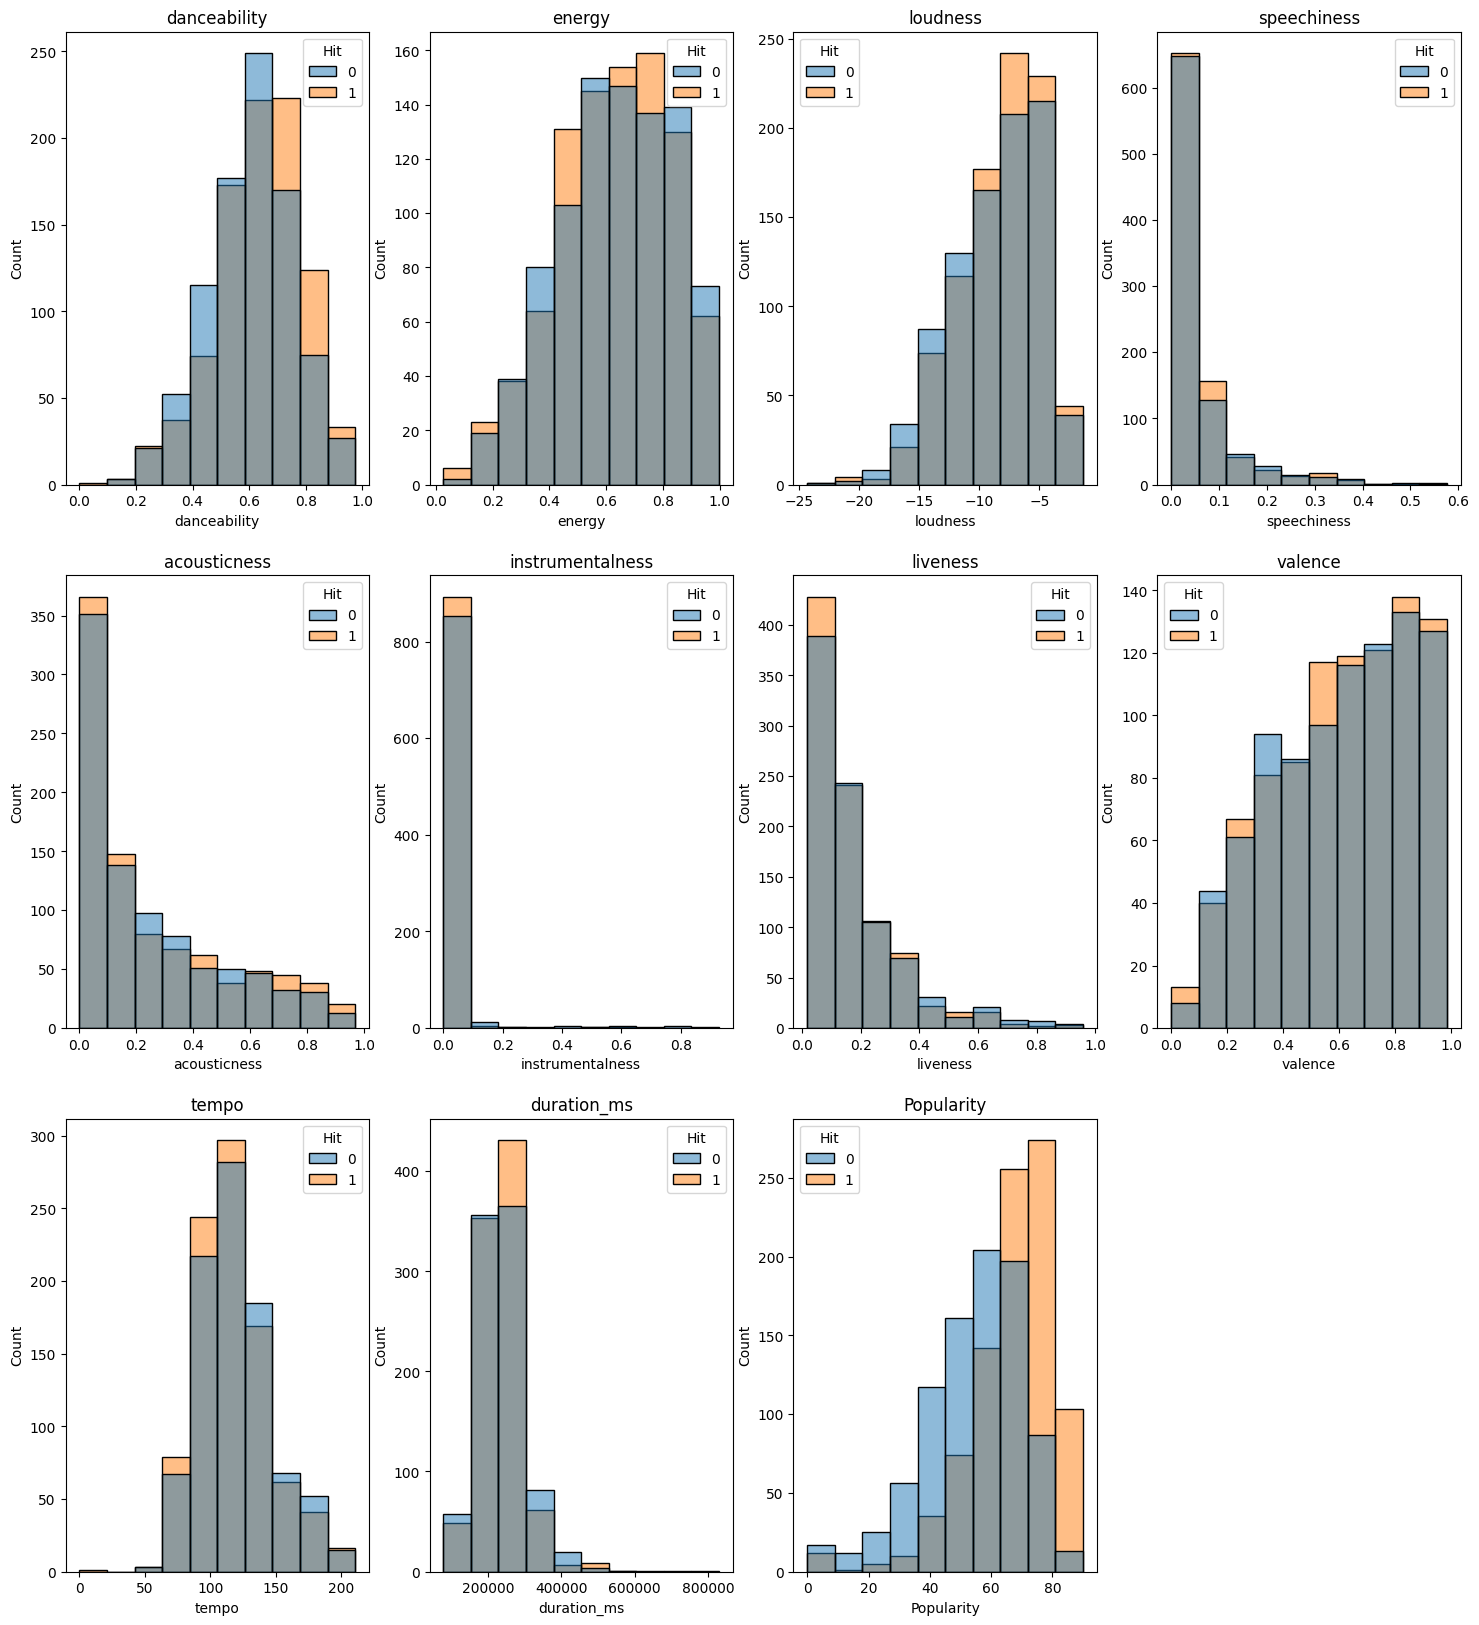 danceability
Hit
0
1
250
200
150
100
50
0
Count
0.0 0.2 0.4 0.6 0.8 1.0
danceability
energy
Hit
0
1
160
140
120
100
80
60
40
20
0
Count
0.0 0.2 0.4 0.6 0.8 1.0
energy
loudness
Hit
0
1
250
200
150
100
50
0
Count
−25 −20 −15 −10 −5
loudness
speechiness
Hit
0
1
600
500
400
300
200
100
0
Count
0.0 0.1 0.2 0.3 0.4 0.5 0.6
speechiness
acousticness
Hit
0
1
350
300
250
200
150
100
50
0
Count
0.0 0.2 0.4 0.6 0.8 1.0
acousticness
instrumentalness
Hit
0
1
800
600
400
200
0
Count
0.0 0.2 0.4 0.6 0.8
instrumentalness
liveness
Hit
0
1
400
350
300
250
200
150
100
50
0
Count
0.0 0.2 0.4 0.6 0.8 1.0
liveness
valence
Hit
0
1
140
120
100
80
60
40
20
0
Count
0.0 0.2 0.4 0.6 0.8 1.0
valence
tempo
Hit
0
1
300
250
200
150
100
50
0
Count
0 50 100 150 200
tempo
duration_ms
Hit
0
1
400
300
200
100
0
Count
200000 400000 600000 800000
duration_ms
Popularity
Hit
0
1
250
200
150
100
50
0
Count
0 20 40 60 80
Popularity